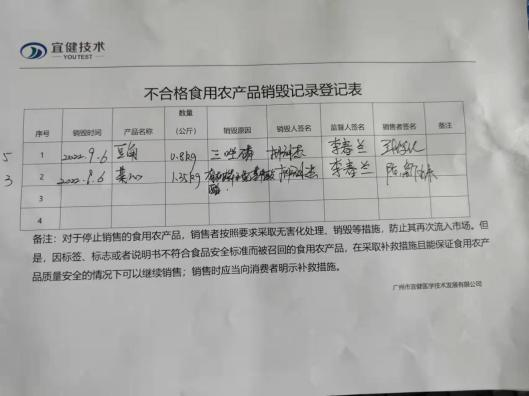 宜健技术
YOUTEST
不合格食用农产品销毁记录登记表
序号 销毁时间 产品名称 数量(公斤) 销毁原因 销毁人签名 监督人签名 销售者签名 备注
5 1 2022.9.6 豆角 0.8kg 三唑磷 李春兰
3 2 2022.9.6 菜心 1.35kg 李春兰
3
4
备注：对于停止销售的食用农产品，销售者按照要求采取无害化处理、销毁等措施，防止其再次流入市场。但
是，因标签、标志或者说明书不符合食品安全标准而被召回的食用农产品，在采取补救措施且能保证食用农产
品质量安全的情况下可以继续销售；销售时应当向消费者明示补救措施。
广州市宜健医学技术发展有限公司